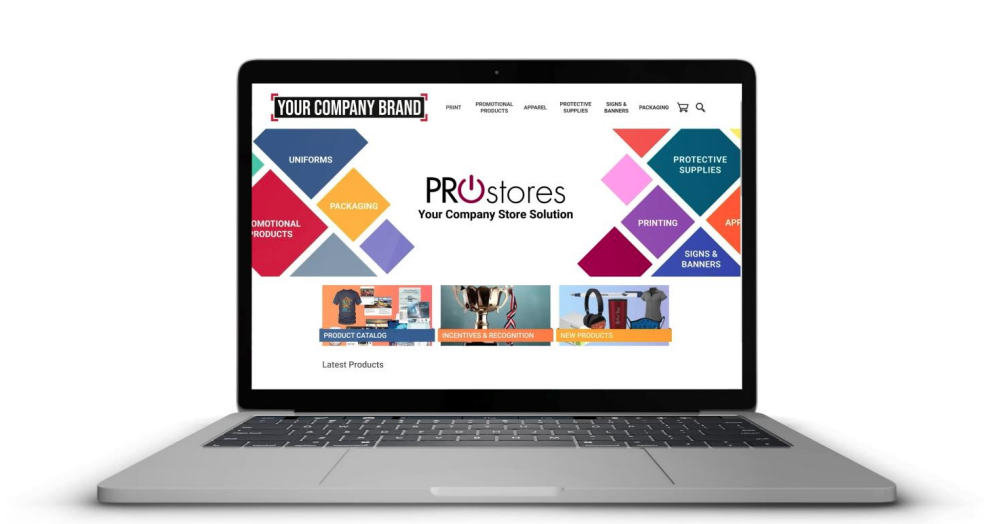 YOUR COMPANY BRAND
PRINT
PROMOTIONAL
PRODUCTS
APPAREL
PROTECTIVE
SUPPLIES
SIGNS &
BANNERS
PACKAGING
UNIFORMS
PACKAGING
OMOTIONAL
PRODUCTS
PROstores
Your Company Store Solution
PROTECTIVE
SUPPLIES
PRINTING
APP
SIGNS &
BANNERS
PRODUCT CATALOG
INCENTIVES & RECOGNITION
NEW PRODUCTS
Latest Products